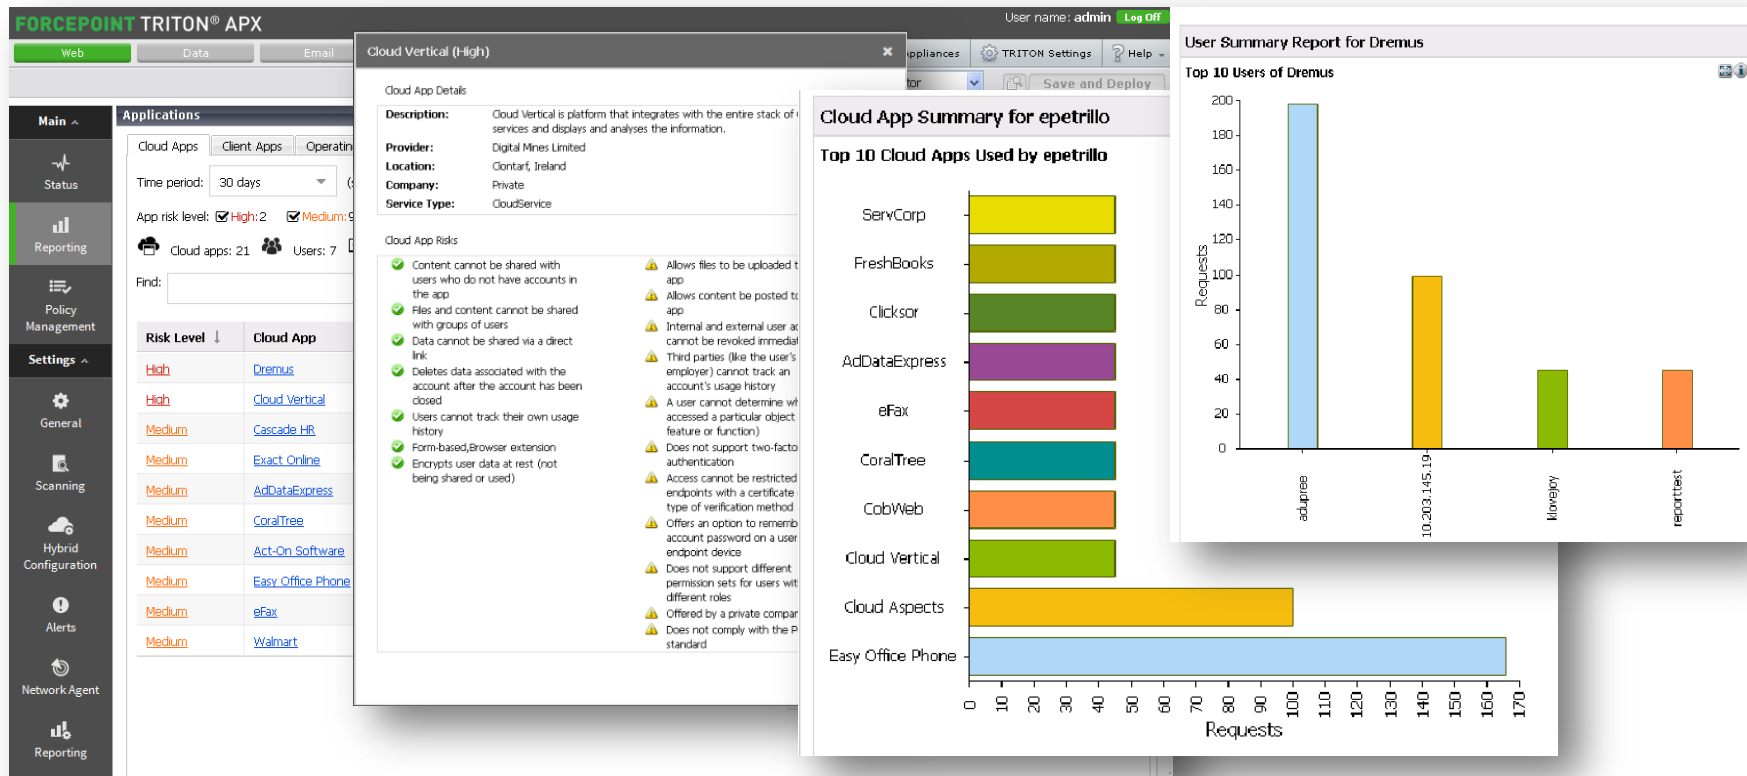 FORCEPOINT TRITON® APX
User name: admin Log Off
Web
Data
Email
Appliances
TRITON Settings
Help
Save and Deploy
Main
Status
Reporting
Policy
Management
Settings
General
Scanning
Hybrid
Configuration
Alerts
Network Agent
Reporting
Applications
Cloud Apps
Client Apps
Time period:
30 days
App risk level: High:2 Medium:9
Cloud apps: 21 Users: 7
Find:
Risk Level Cloud App
High Dremus
High Cloud Vertical
Medium Cascade HR
Medium Exact Online
Medium AdDataExpress
Medium CoralTree
Medium Act-On Software
Medium Easy Office Phone
Medium eFax
Medium Walmart
Cloud Vertical (High)
Cloud App Details
Description: Cloud Vertical is platform that integrates with the entire stack of
services and displays and analyses the information.
Provider: Digital Mines Limited
Location: Clontarf, Ireland
Company: Private
Service Type: CloudService
Cloud App Risks
Content cannot be shared with
users who do not have accounts in
the app
Files and content cannot be shared
with groups of users
Data cannot be shared via a direct
link
Deletes data associated with the
account after the account has been
closed
Users cannot track their own usage
history
Form-based,Browser extension
Encrypts user data at rest (not
being shared or used)
Allows files to be uploaded
app
Allows content be posted to
app
Internal and external user
cannot be revoked
Third parties (like the user's
employer) cannot track an
account's usage history
A user cannot determine
accessed a particular object
feature or function)
Does not support
authentication
Access cannot be restricted
endpoints with a certificate
type of verification method
Offers an option to
account password on a user
endpoint device
Does not support different
permission sets for users
different roles
Offered by a private
Does not comply with the
standard
Cloud App Summary for epetrillo
Top 10 Cloud Apps Used by epetrillo
ServCorp
FreshBooks
Clicksor
AdDataExpress
eFax
CoralTree
CobWeb
Cloud Vertical
Cloud Aspects
Easy Office Phone
0 10 20 30 40 50 60 70 80 90 100 110 120 130 140 150 160 170
Requests
User Summary Report for Dremus
Top 10 Users of Dremus
200
180
160
140
120
100
80
60
40
20
0
Requests
adupree
10.203.145.19
klovejoy
reporttest